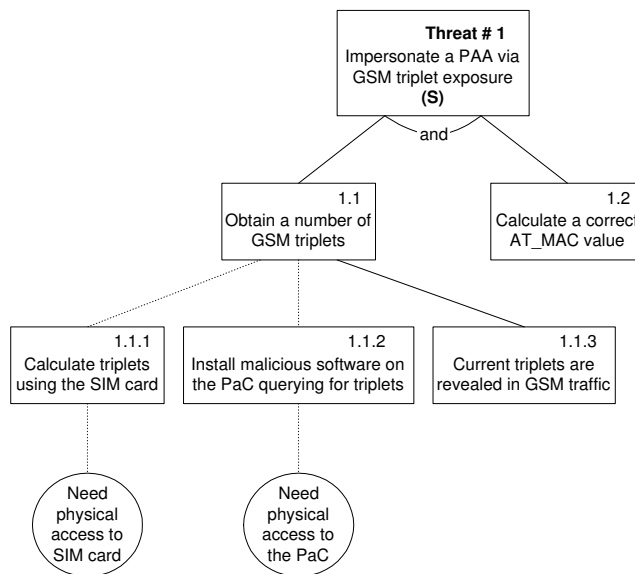 Threat # 1
Impersonate a PAA via
GSM triplet exposure
(S)
and
1.1
Obtain a number of
GSM triplets
1.2
Calculate a correct
AT_MAC value
1.1.1
Calculate triplets
using the SIM card
1.1.2
Install malicious software on
the PaC querying for triplets
1.1.3
Current triplets are
revealed in GSM traffic
Need
physical
access to
SIM card
Need
physical
access to
the PaC